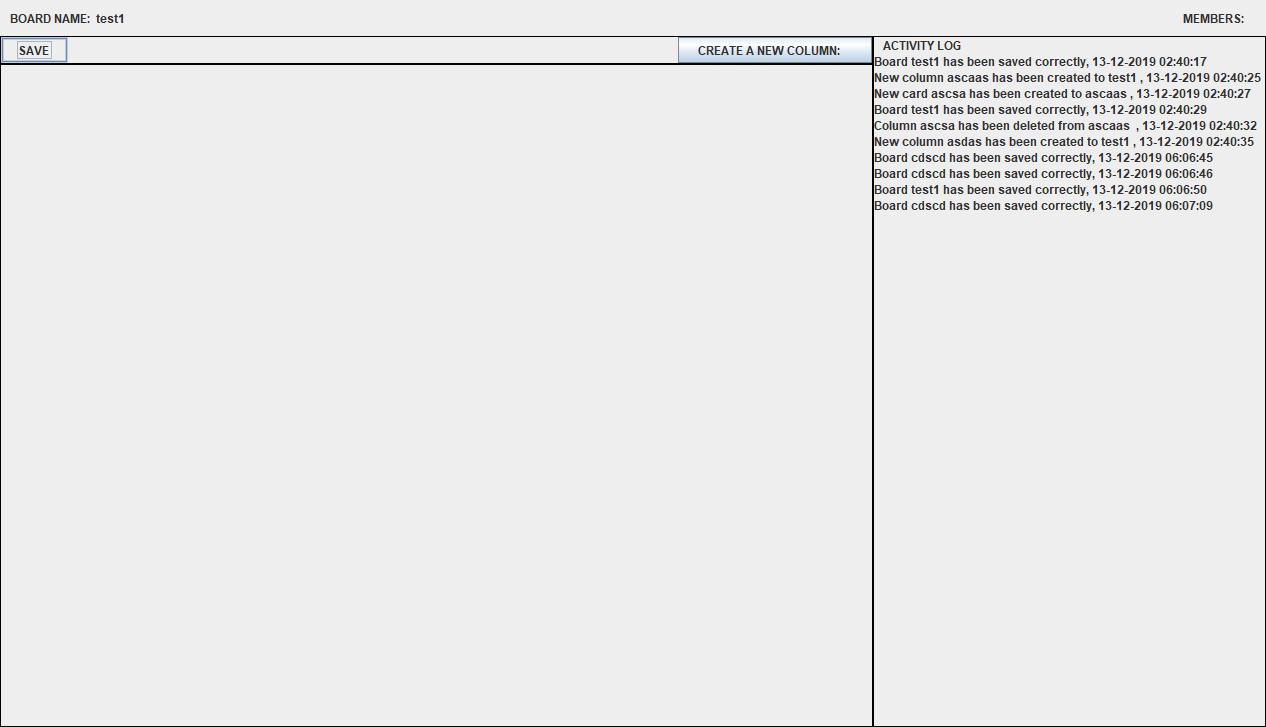 BOARD NAME: test1
MEMBERS:
SAVE
CREATE A NEW COLUMN:
ACTIVITY LOG
Board test1 has been saved correctly, 13-12-2019 02:40:17
New column ascaas has been created to test1 , 13-12-2019 02:40:25
New card ascsa has been created to ascaas , 13-12-2019 02:40:27
Board test1 has been saved correctly, 13-12-2019 02:40:29
Column ascsa has been deleted from ascaas  , 13-12-2019 02:40:32
New column asdas has been created to test1 , 13-12-2019 02:40:35
Board cdscd has been saved correctly, 13-12-2019 06:06:45
Board cdscd has been saved correctly, 13-12-2019 06:06:46
Board test1 has been saved correctly, 13-12-2019 06:06:50
Board cdscd has been saved correctly, 13-12-2019 06:07:09